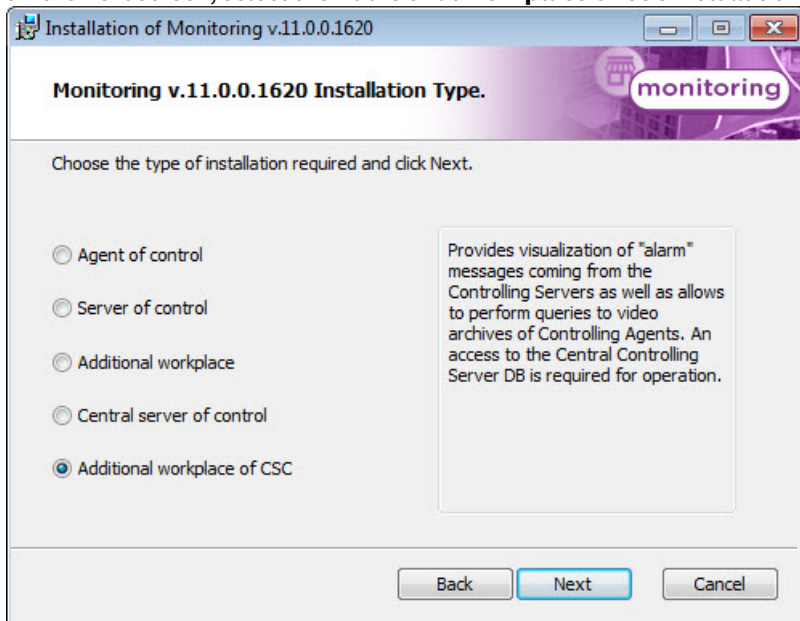 Installation of Monitoring v.11.0.0.1620
Monitoring v.11.0.0.1620 Installation Type.
monitoring
Choose the type of installation required and click Next.
Agent of control
Server of control
Additional workplace
Central server of control
Additional workplace of CSC
Provides visualization of "alarm"
messages coming from the
Controlling Servers as well as allows
to perform queries to video
archives of Controlling Agents. An
access to the Central Controlling
Server DB is required for operation.
Back
Next
Cancel